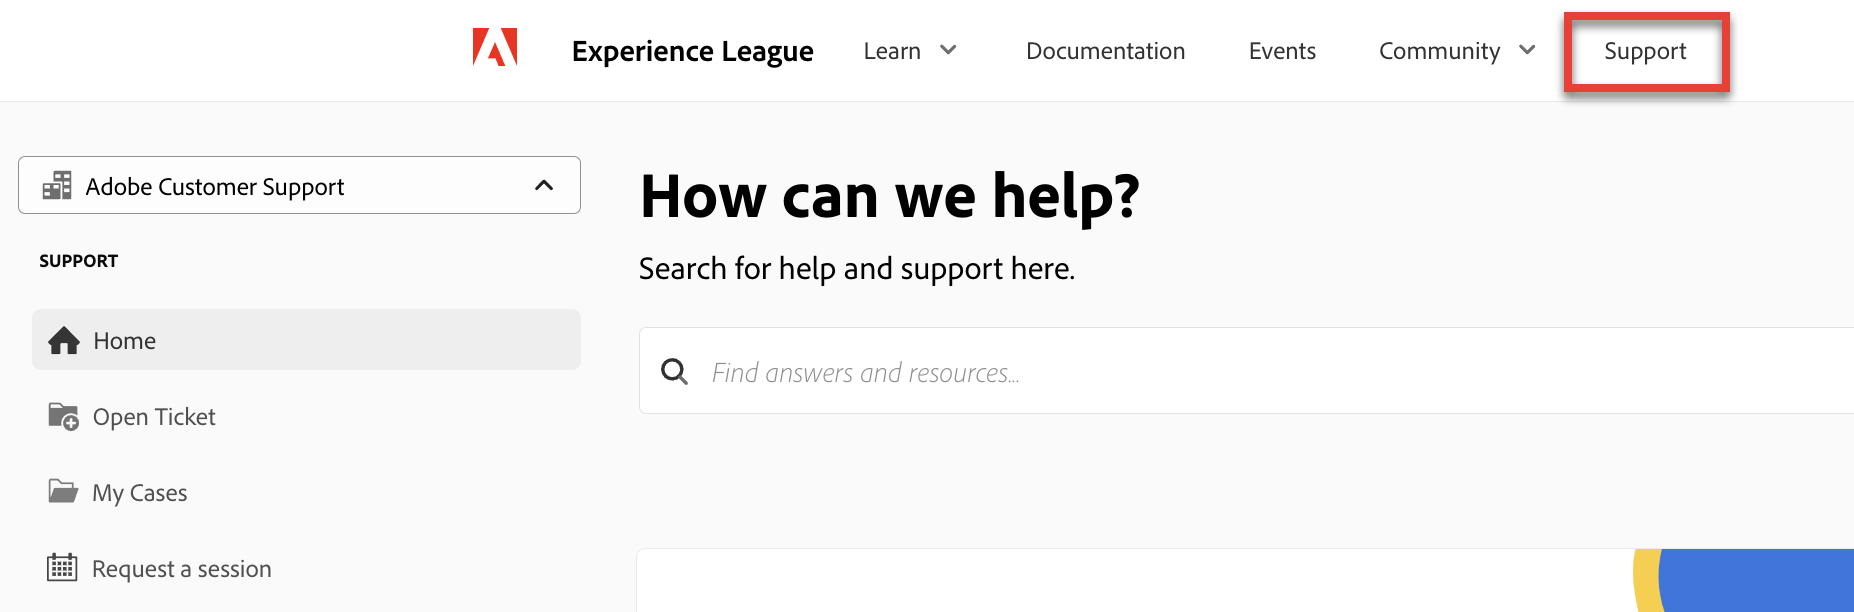 Experience League
Learn
Documentation
Events
Community
Support
Adobe Customer Support
SUPPORT
Home
Open Ticket
My Cases
Request a session
How can we help?
Search for help and support here.
Find answers and resources...